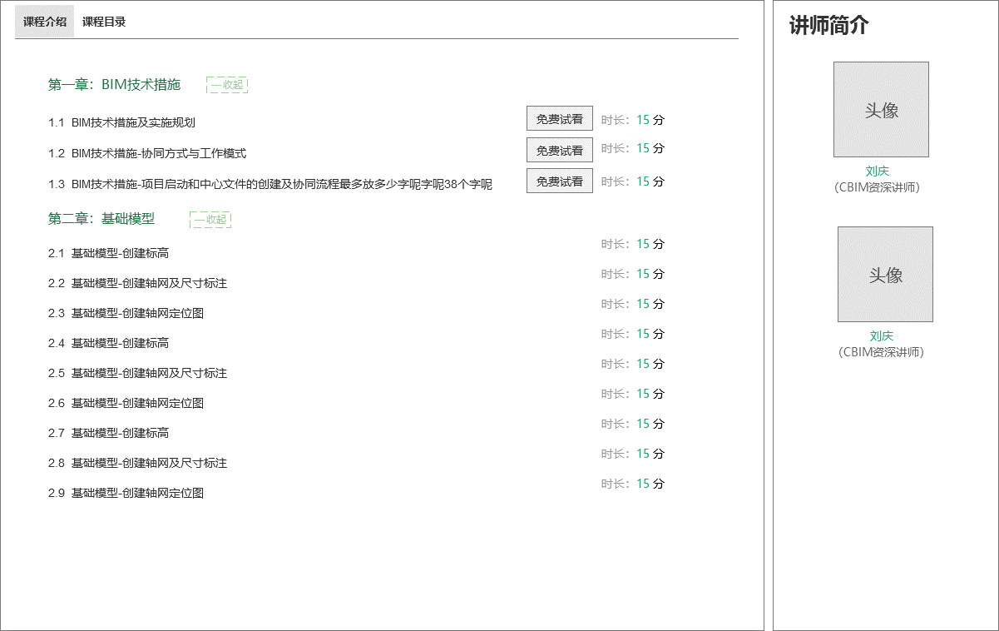 课程介绍 课程目录
第一章：BIM技术措施 一收起
1.1 BIM技术措施及实施规划 免费试看 时长：15 分
1.2 BIM技术措施-协同方式与工作模式 免费试看 时长：15 分
1.3 BIM技术措施-项目启动和中心文件的创建及协同流程最多放多少字呢字呢38个字呢 免费试看 时长：15 分
第二章：基础模型 一收起
2.1 基础模型-创建标高 时长：15 分
2.2 基础模型-创建轴网及尺寸标注 时长：15 分
2.3 基础模型-创建轴网定位图 时长：15 分
2.4 基础模型-创建标高 时长：15 分
2.5 基础模型-创建轴网及尺寸标注 时长：15 分
2.6 基础模型-创建轴网定位图 时长：15 分
2.7 基础模型-创建标高 时长：15 分
2.8 基础模型-创建轴网及尺寸标注 时长：15 分
2.9 基础模型-创建轴网定位图 时长：15 分
讲师简介
头像
刘庆
(CBIM资深讲师)
头像
刘庆
(CBIM资深讲师)